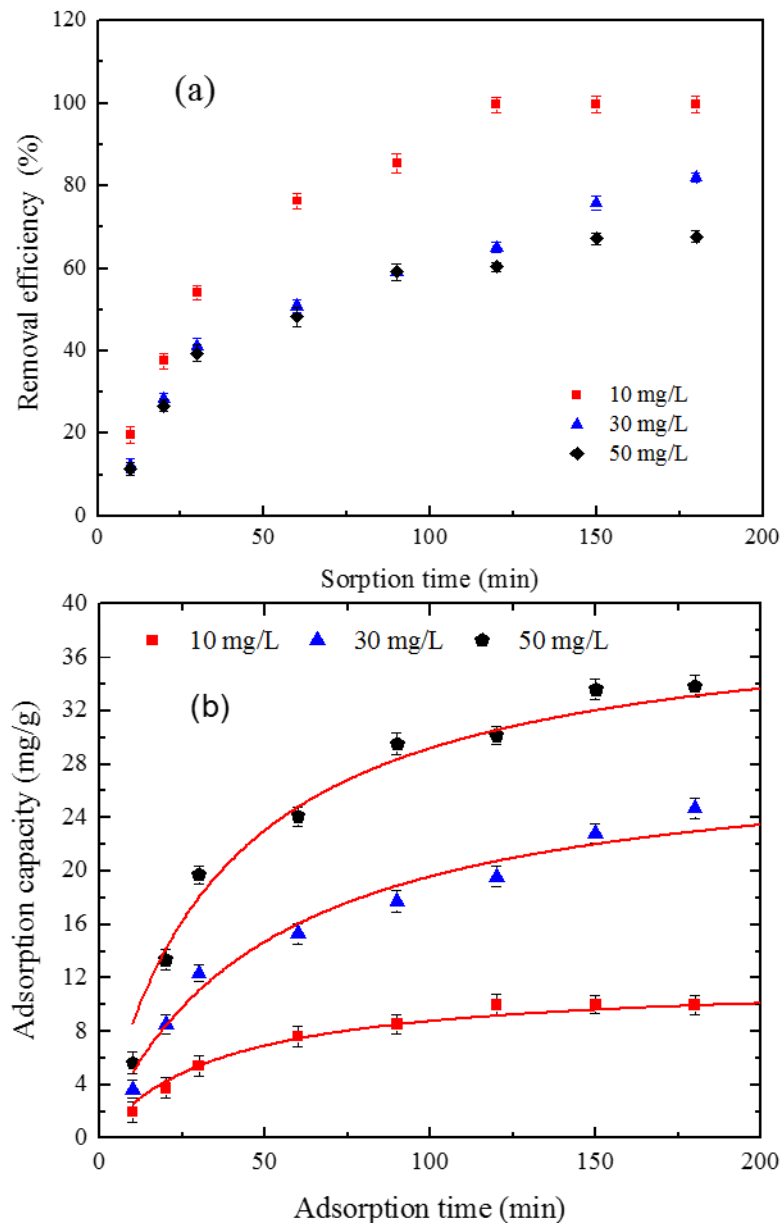 120
100
80
60
40
20
0
Removal efficiency (%)
(a)
10 mg/L
30 mg/L
50 mg/L
0 50 100 150 200
Sorption time (min)
40
36
32
28
24
20
16
12
8
4
0
Adsorption capacity (mg/g)
10 mg/L 30 mg/L 50 mg/L
(b)
0 50 100 150 200
Adsorption time (min)